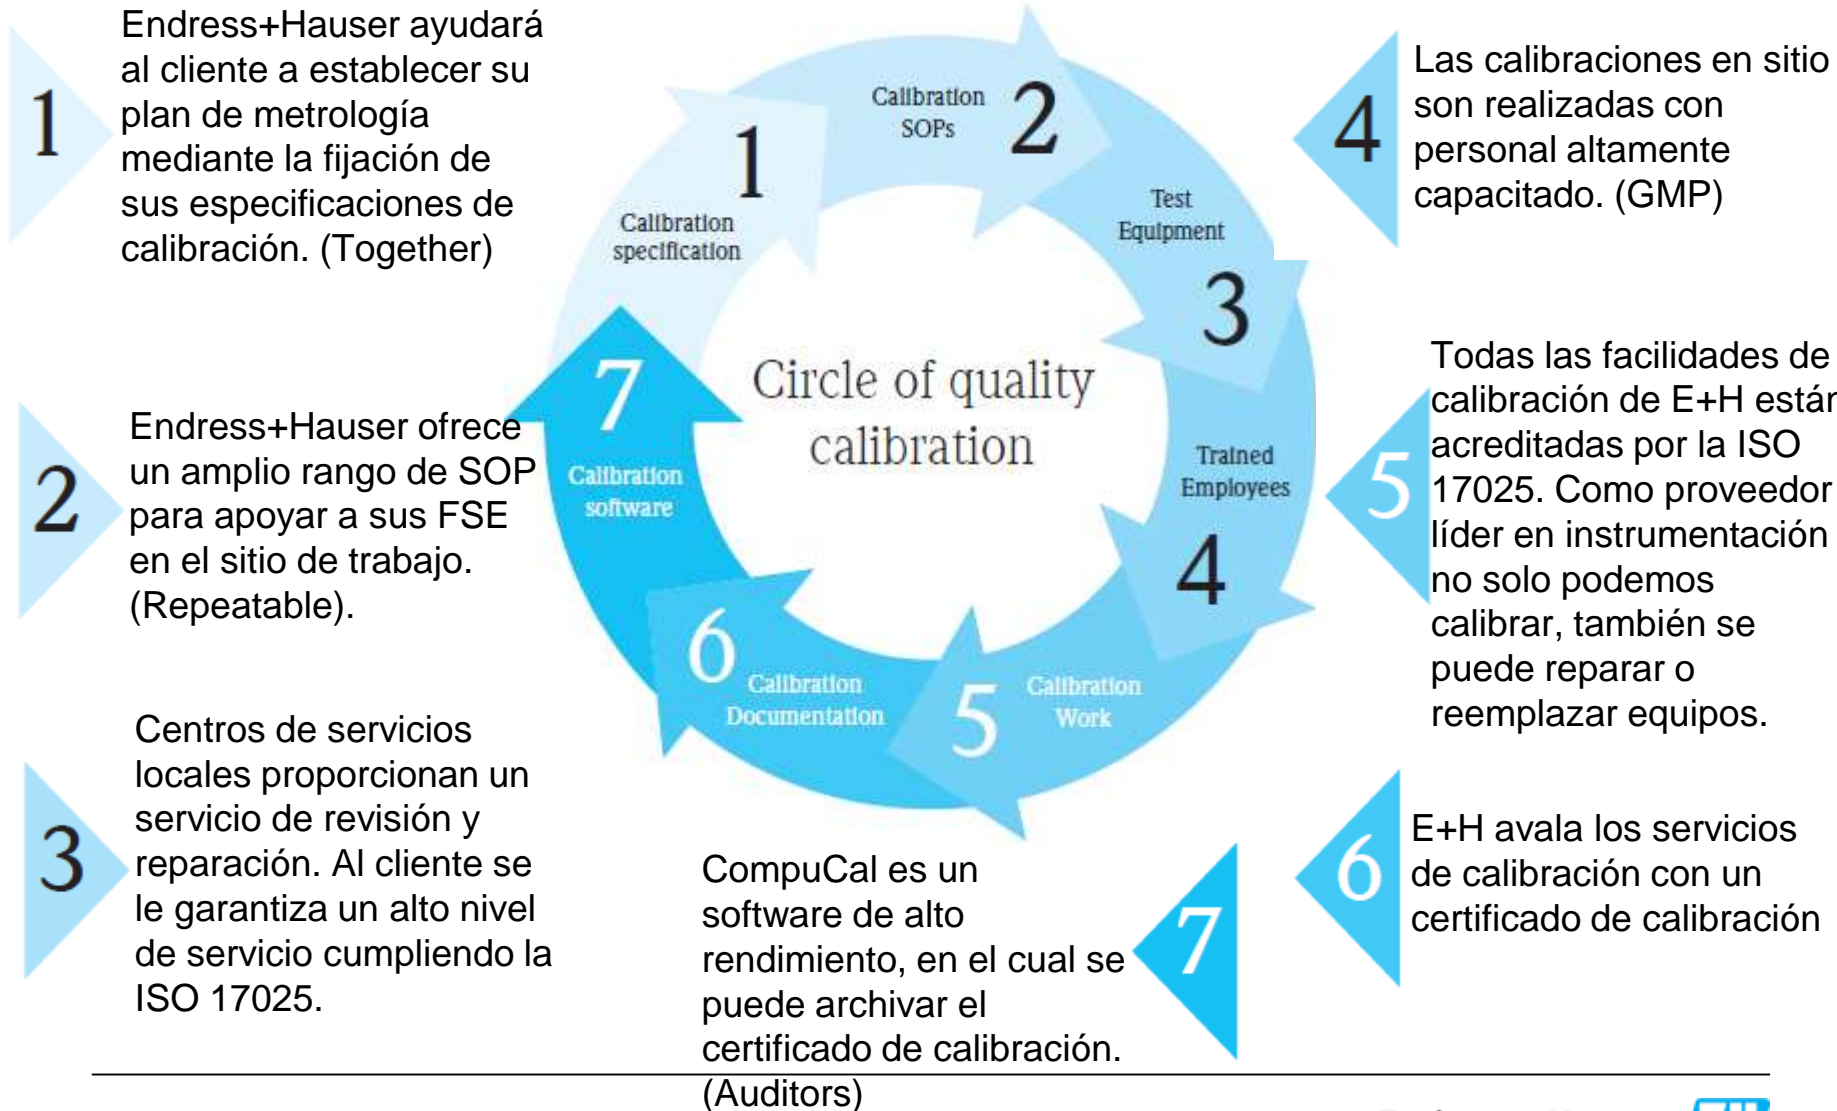 1
Endress+Hauser ayudará
al cliente a establecer su
plan de metrología
mediante la fijación de
sus especificaciones de
calibración. (Together)
2
Endress+Hauser ofrece
un amplio rango de SOP
para apoyar a sus FSE
en el sitio de trabajo.
(Repeatable).
3
Centros de servicios
locales proporcionan un
servicio de revisión y
reparación. Al cliente se
le garantiza un alto nivel
de servicio cumpliendo la
ISO 17025.
Circle of quality
calibration
1
Calibration
specification
2
Calibration
SOPs
Test
Equipment
3
Trained
Employees
4
5
Calibration
Work
6
Calibration
Documentation
7
Calibration
software
4
Las calibraciones en sitio
son realizadas con
personal altamente
capacitado. (GMP)
5
Todas las facilidades de
calibración de E+H están
acreditadas por la ISO
17025. Como proveedor
líder en instrumentación
no solo podemos
calibrar, también se
puede reparar o
reemplazar equipos.
6
E+H avala los servicios
de calibración con un
certificado de calibración
7
CompuCal es un
software de alto
rendimiento, en el cual se
puede archivar el
certificado de calibración.
(Auditors)